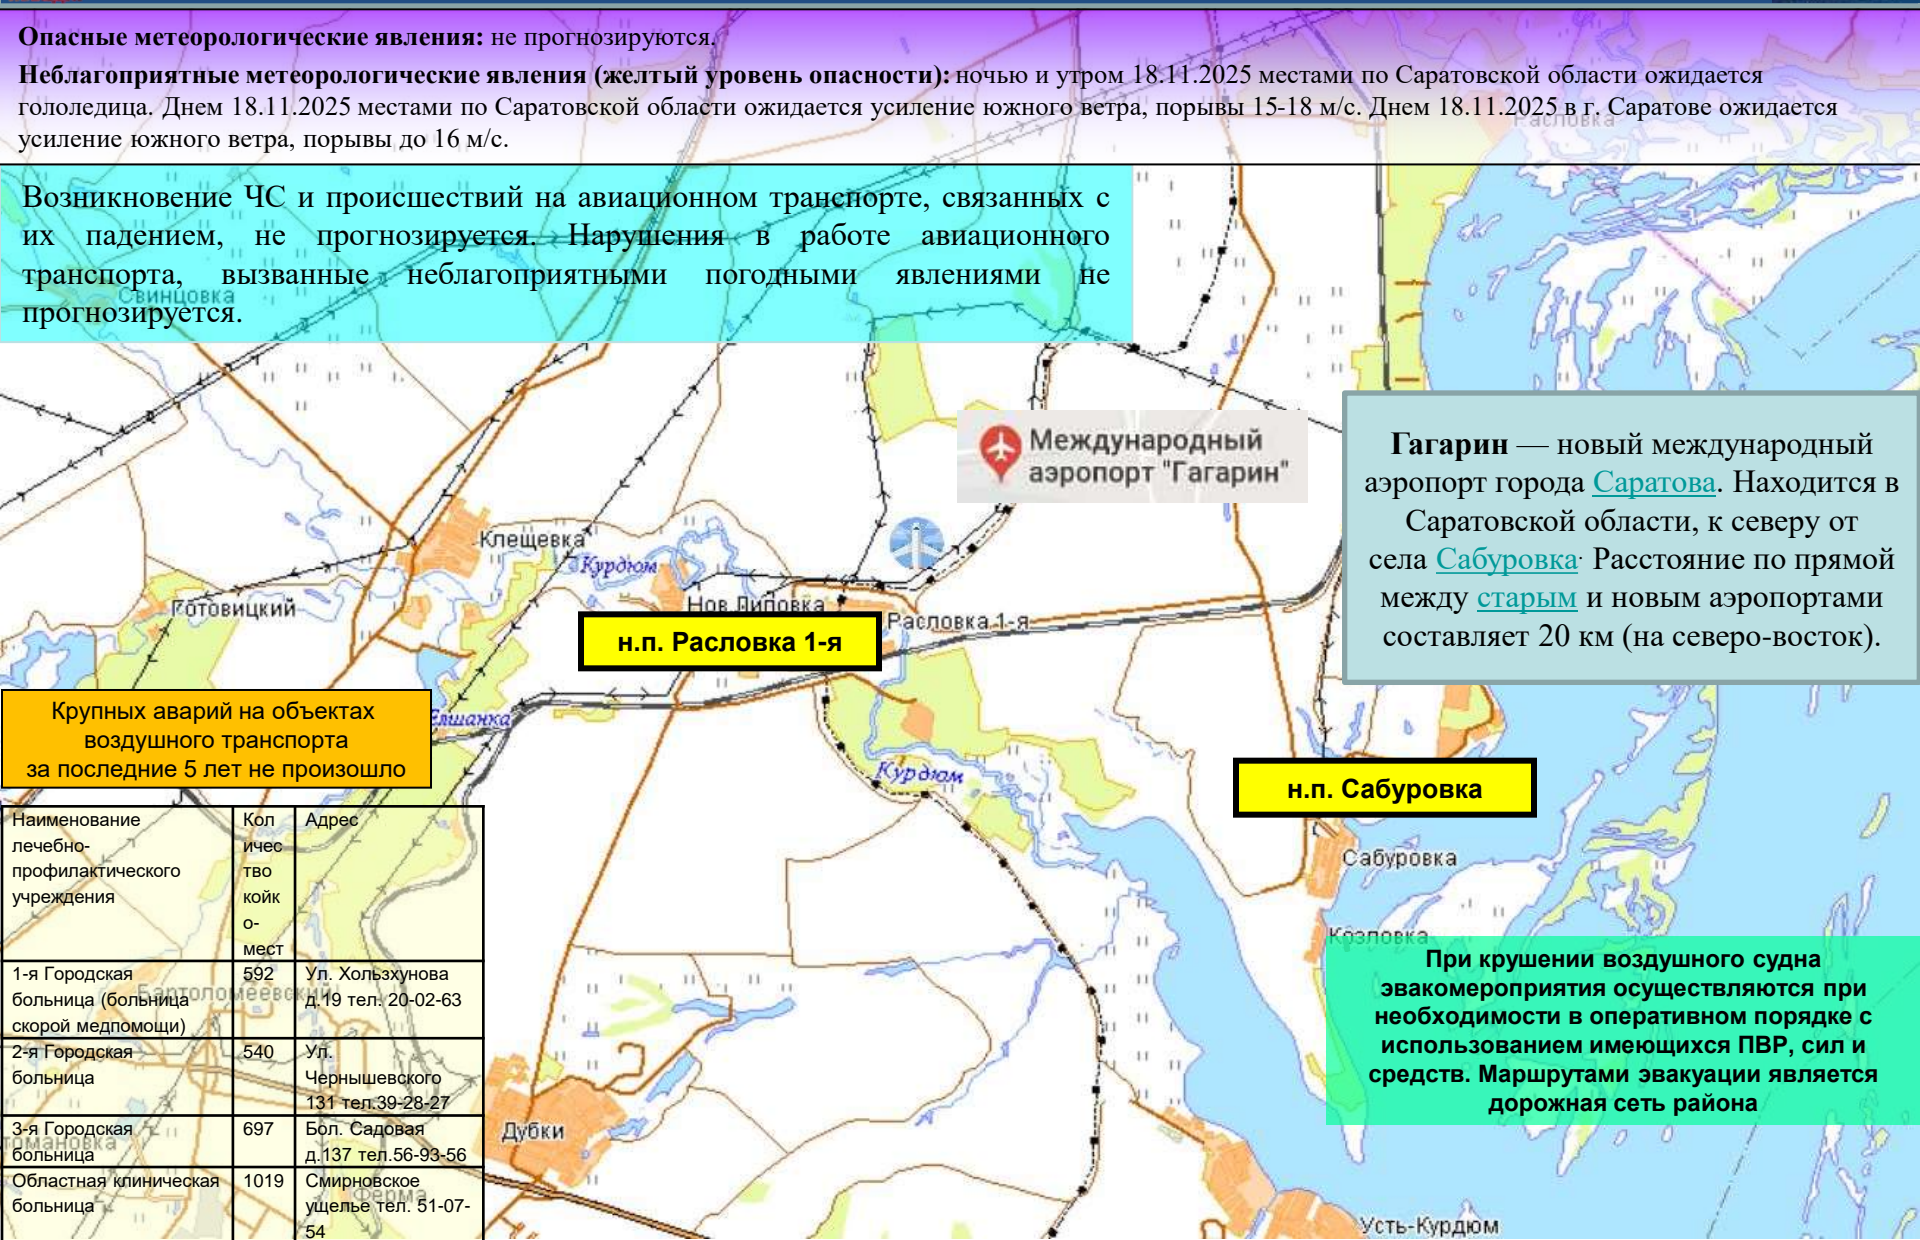 Опасные метеорологические явления: не прогнозируются.
Неблагоприятные метеорологические явления (желтый уровень опасности): ночью и утром 18.11.2025 местами по Саратовской области ожидается
гололедица. Днем 18.11.2025 местами по Саратовской области ожидается усиление южного ветра, порывы 15-18 м/с. Днем 18.11.2025 в г. Саратове ожидается
усиление южного ветра, порывы до 16 м/с.
Расловка
Возникновение ЧС и происшествий на авиационном транспорте, связанных с
их падением, не прогнозируется. Нарушения в работе авиационного
транспорта, вызванные неблагоприятными погодными явлениями не
прогнозируется.
Свинцовка
Международный
аэропорт "Гагарин"
Гагарин — новый международный
аэропорт города Саратова. Находится в
Саратовской области, к северу от
села Сабуровка. Расстояние по прямой
между старым и новым аэропортами
составляет 20 км (на северо-восток).
Клещевка
Курдюм
Готовицкий
Нов.Липовка
Расловка 1-я
н.п. Расловка 1-я
Елшанка
Крупных аварий на объектах
воздушного транспорта
за последние 5 лет не произошло
Курдюм
н.п. Сабуровка
Сабуровка
Козловка
Наименование
лечебно-
профилактического
учреждения
Кол
ичес
тво
койк
о-
мест
Адрес
1-я Городская
больница (больница
скорой медпомощи)
592
Ул. Хользхунова
д.19 тел. 20-02-63
Бартоломеевский
2-я Городская
больница
540
Ул.
Чернышевского
131 тел.39-28-27
3-я Городская
больница
697
Бол. Садовая
д.137 тел.56-93-56
Областная клиническая
больница
1019
Смирновское
ущелье тел. 51-07-
54
Ферма
Дубки
При крушении воздушного судна
эвакомероприятия осуществляются при
необходимости в оперативном порядке с
использованием имеющихся ПВР, сил и
средств. Маршрутами эвакуации является
дорожная сеть района
Усть-Курдюм